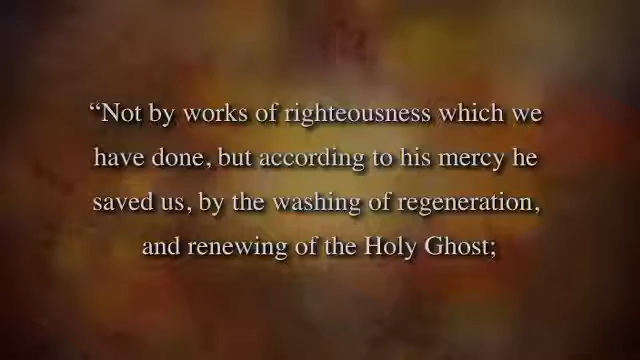 “Not by works of righteousness which we
have done, but according to his mercy he
saved us, by the washing of regeneration,
and renewing of the Holy Ghost;